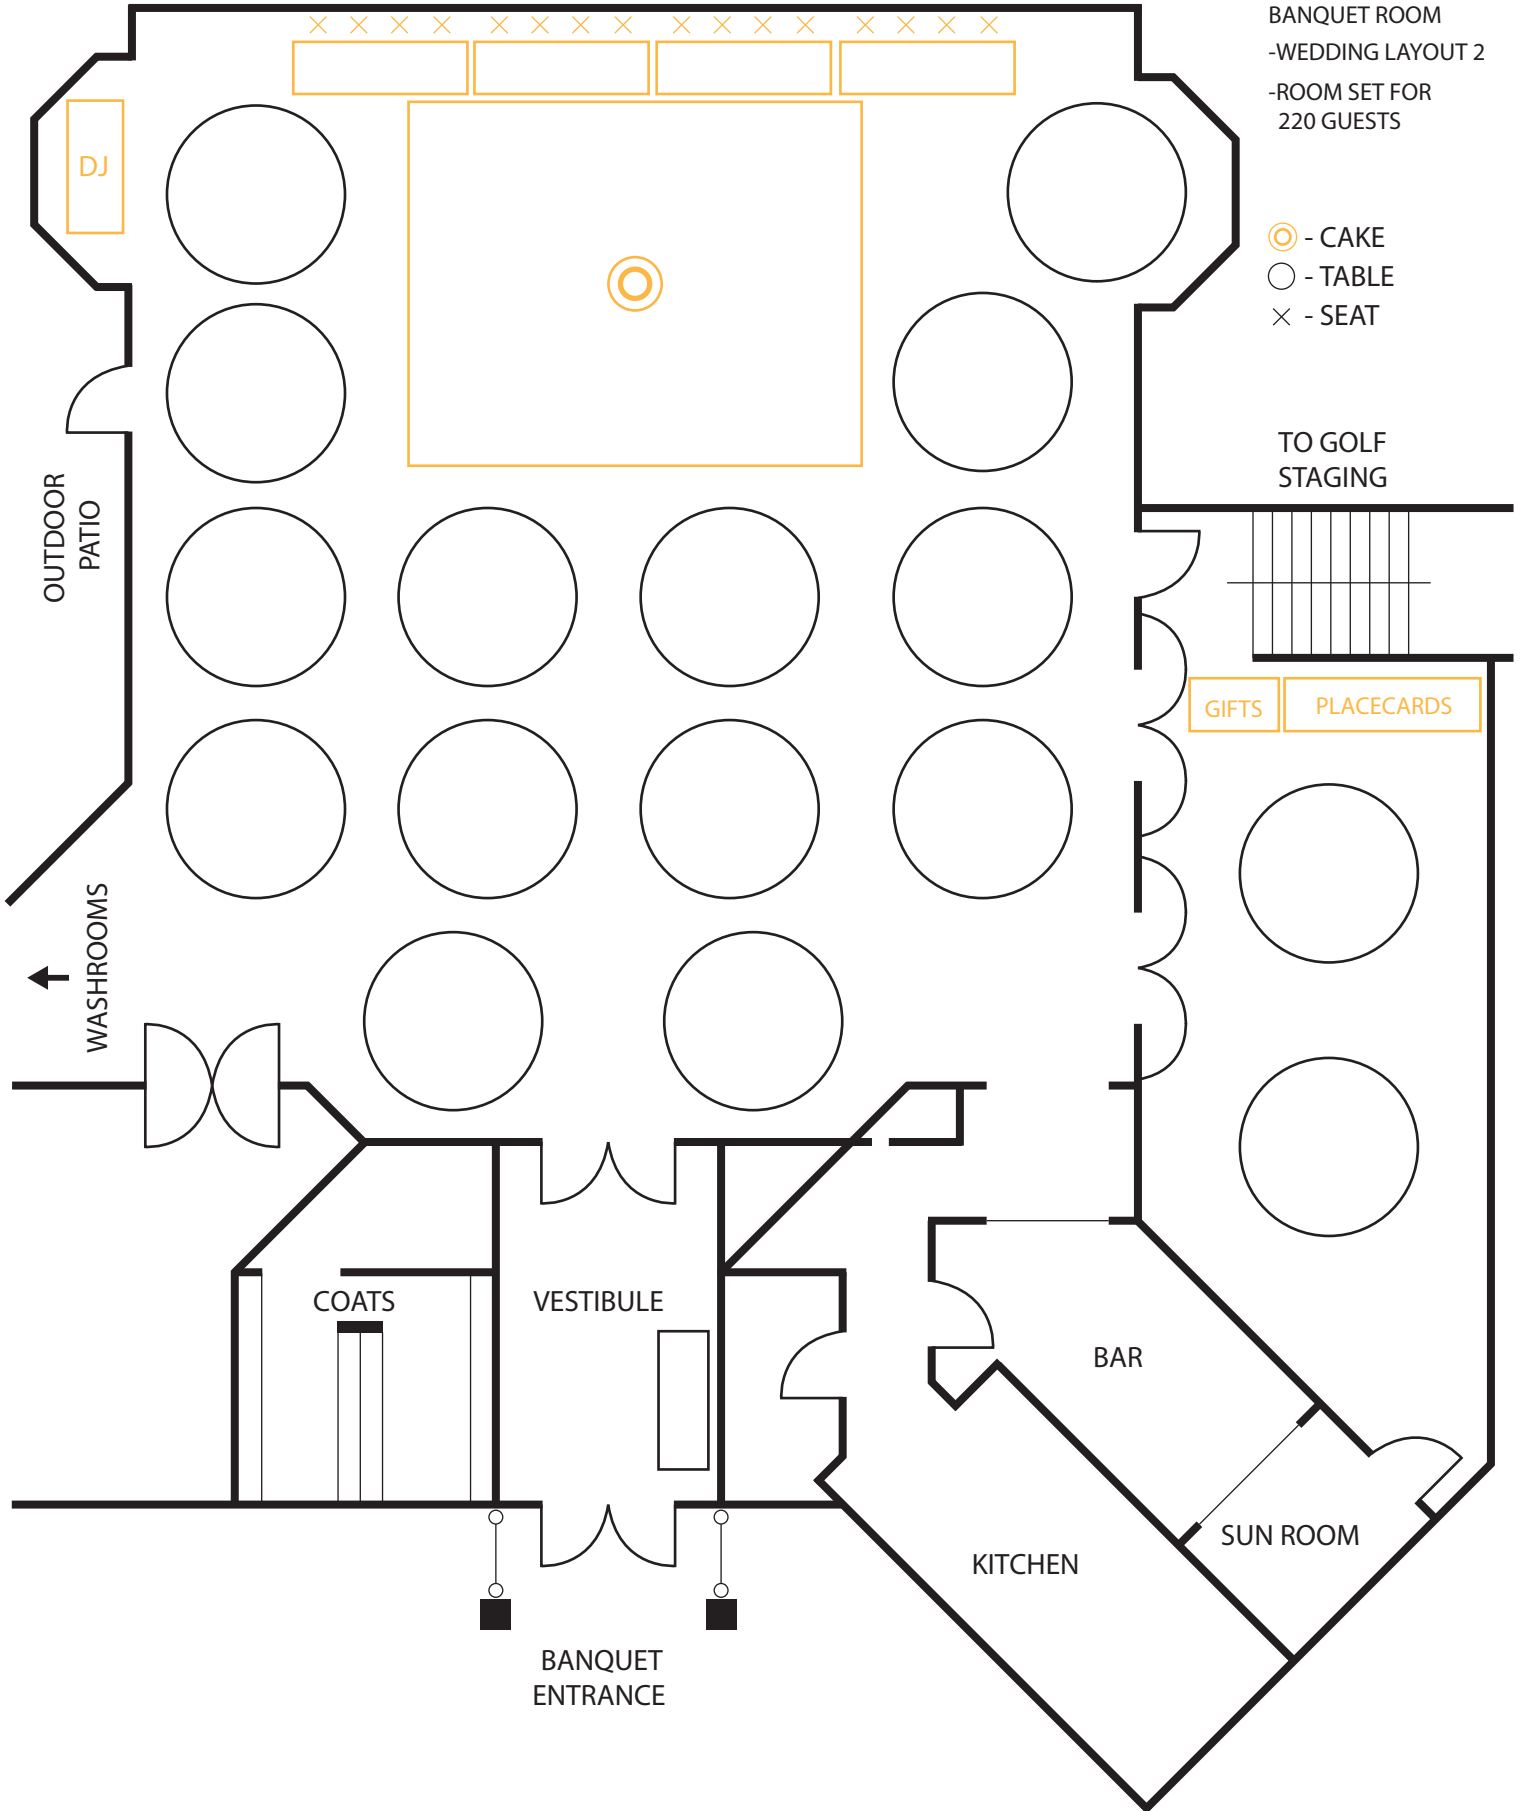 BANQUET ROOM
-WEDDING LAYOUT 2
-ROOM SET FOR
220 GUESTS
DJ
- CAKE
- TABLE
- SEAT
TO GOLF
STAGING
OUTDOOR
PATIO
GIFTS
PLACECARDS
WASHROOMS
COATS
VESTIBULE
BAR
SUN ROOM
KITCHEN
BANQUET
ENTRANCE